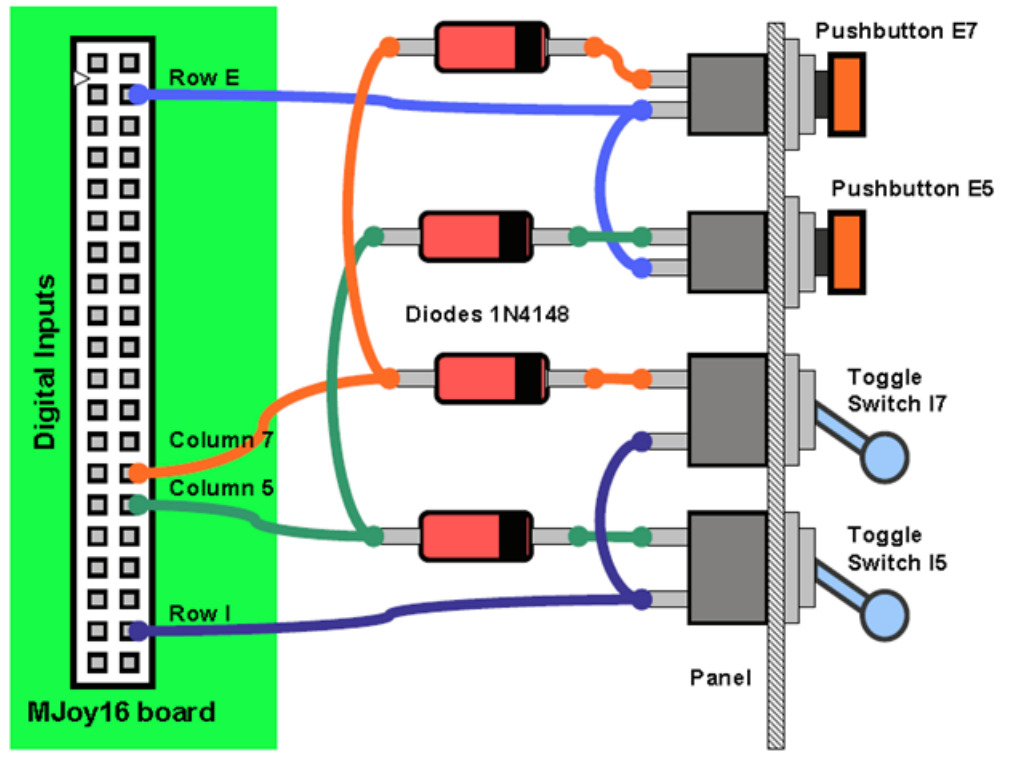 Pushbutton E7
Row E
Pushbutton E5
Diodes 1N4148
Digital Inputs
Toggle
Switch I7
Column 7
Column 5
Toggle
Switch I5
Row I
Panel
MJoy16 board